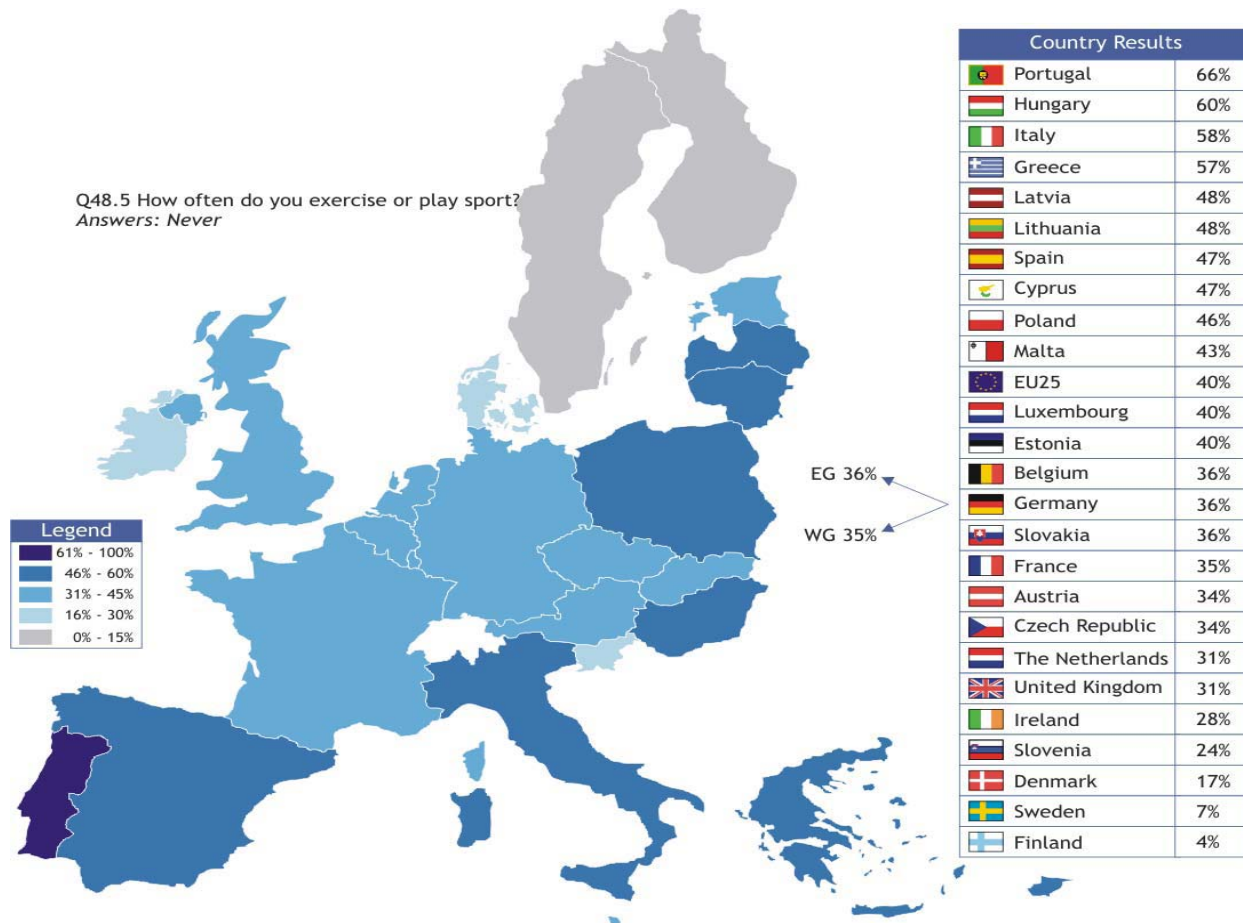 Q48.5 How often do you exercise or play sport?
Answers: Never
Legend
61% - 100%
46% - 60%
31% - 45%
16% - 30%
0% - 15%
EG 36%
WG 35%
Country Results
Portugal 66%
Hungary 60%
Italy 58%
Greece 57%
Latvia 48%
Lithuania 48%
Spain 47%
Cyprus 47%
Poland 46%
Malta 43%
EU25 40%
Luxembourg 40%
Estonia 40%
Belgium 36%
Germany 36%
Slovakia 36%
France 35%
Austria 34%
Czech Republic 34%
The Netherlands 31%
United Kingdom 31%
Ireland 28%
Slovenia 24%
Denmark 17%
Sweden 7%
Finland 4%